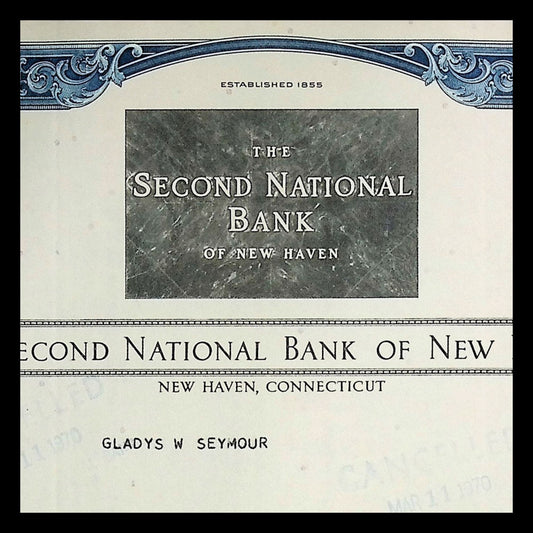 ESTABLISHED 1855
THE
SECOND NATIONAL
BANK
OF NEW HAVEN
ECOND NATIONAL BANK OF NEW
NEW HAVEN, CONNECTICUT
GLADYS W SEYMOUR
CANCELLED
MAR 11 1970